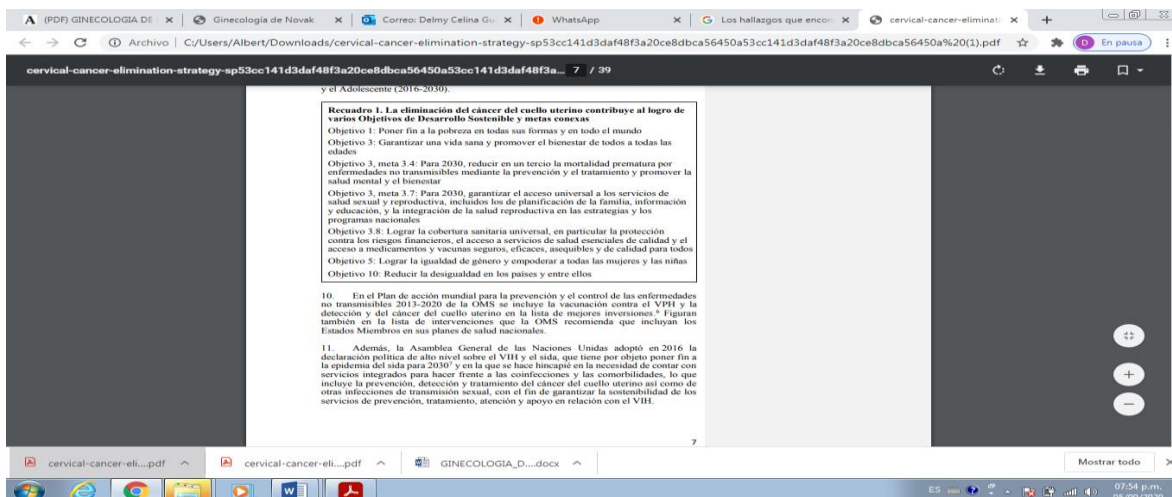 (PDF) GINECOLOGIA DE
Ginecología de Novak
Correo: Delmy Celina Gu
WhatsApp
Los hallazgos que encon
cervical-cancer-eliminati
Archivo | C:/Users/Albert/Downloads/cervical-cancer-elimination-strategy-sp53cc141d3daf48f3a20ce8dbca56450a53cc141d3daf48f3a20ce8dbca56450a%20(1).pdf
En pausa
cervical-cancer-elimination-strategy-sp53cc141d3daf48f3a20ce8dbca56450a53cc141d3daf48f3a... 7 / 39
y el Adolescente (2016-2030).
Recuadro 1. La eliminación del cáncer del cuello uterino contribuye al logro de
varios Objetivos de Desarrollo Sostenible y metas conexas
Objetivo 1: Poner fin a la pobreza en todas sus formas y en todo el mundo
Objetivo 3: Garantizar una vida sana y promover el bienestar de todos a todas las
edades
Objetivo 3, meta 3.4: Para 2030, reducir en un tercio la mortalidad prematura por
enfermedades no transmisibles mediante la prevención y el tratamiento y promover la
salud mental y el bienestar
Objetivo 3, meta 3.7: Para 2030, garantizar el acceso universal a los servicios de
salud sexual y reproductiva, incluidos los de planificación de la familia, información
y educación, y la integración de la salud reproductiva en las estrategias y los
programas nacionales
Objetivo 3.8: Lograr la cobertura sanitaria universal, en particular la protección
contra los riesgos financieros, el acceso a servicios de salud esenciales de calidad y el
acceso a medicamentos y vacunas seguros, eficaces, asequibles y de calidad para todos
Objetivo 5: Lograr la igualdad de género y empoderar a todas las mujeres y las niñas
Objetivo 10: Reducir la desigualdad en los países y entre ellos
10. En el Plan de acción mundial para la prevención y el control de las enfermedades
no transmisibles 2013-2020 de la OMS se incluye la vacunación contra el VPH y la
detección y del cáncer del cuello uterino en la lista de mejores inversiones.6 Figuran
también en la lista de intervenciones que la OMS recomienda que incluyan los
Estados Miembros en sus planes de salud nacionales.
11. Además, la Asamblea General de las Naciones Unidas adoptó en 2016 la
declaración política de alto nivel sobre el VIH y el sida, que tiene por objeto poner fin a
la epidemia del sida para 20307 y en la que se hace hincapié en la necesidad de contar con
servicios integrados para hacer frente a las coinfecciones y las comorbilidades, lo que
incluye la prevención, detección y tratamiento del cáncer del cuello uterino así como de
otras infecciones de transmisión sexual, con el fin de garantizar la sostenibilidad de los
servicios de prevención, tratamiento, atención y apoyo en relación con el VIH.
7
cervical-cancer-eli....pdf
cervical-cancer-eli....pdf
GINECOLOGIA_D....docx
Mostrar todo
ES
07:54 p.m.